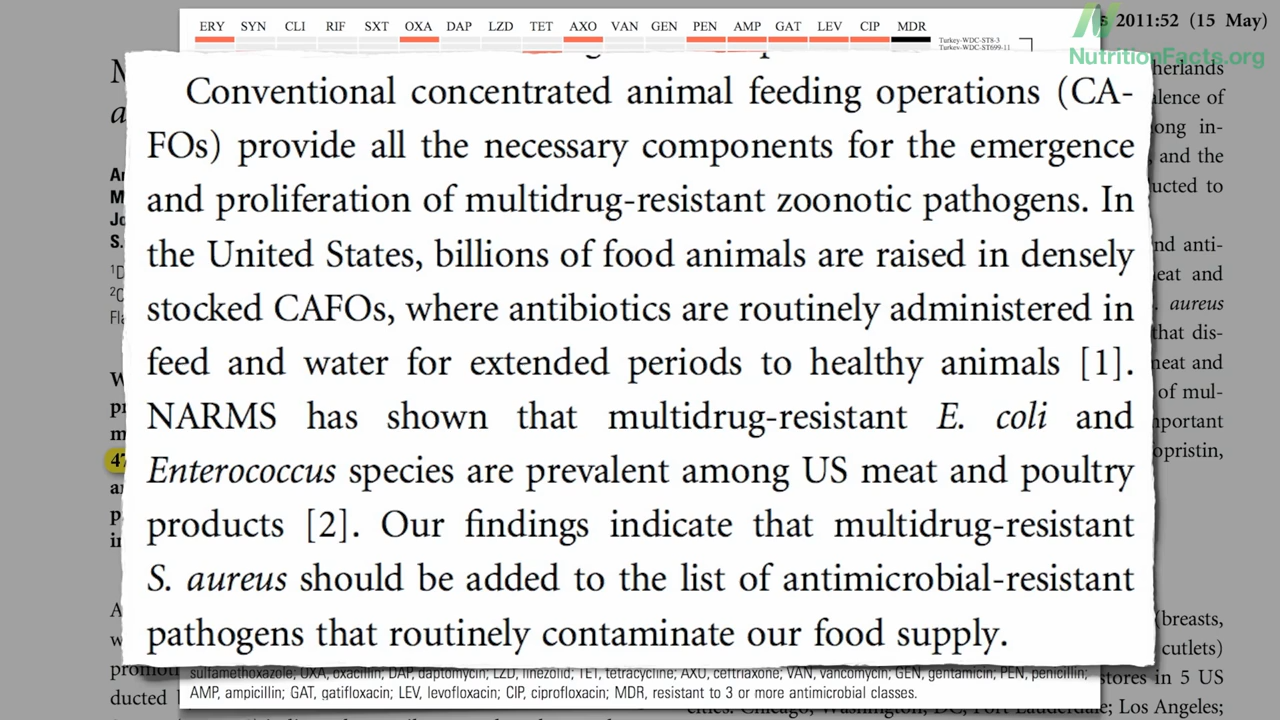 ERY SYN CLI RIF SXT OXA DAP LZD TET AXO VAN GEN PEN AMP GAT LEV CIP MDR
Turkey-WDC-ST8-3
Turkey-WDC-ST699-11
2011:52 (15 May)
NutritionFacts.org
Conventional concentrated animal feeding operations (CA-
FOs) provide all the necessary components for the emergence
and proliferation of multidrug-resistant zoonotic pathogens. In
the United States, billions of food animals are raised in densely
stocked CAFOs, where antibiotics are routinely administered in
feed and water for extended periods to healthy animals [1].
NARMS has shown that multidrug-resistant E. coli and
Enterococcus species are prevalent among US meat and poultry
products [2]. Our findings indicate that multidrug-resistant
S. aureus should be added to the list of antimicrobial-resistant
pathogens that routinely contaminate our food supply.
herlands
alence of
ong in-
, and the
ucted to
nd anti-
eat and
. aureus
that dis-
meat and
of mul-
mportant
opristin,
(breasts,
cutlets)
stores in 5 US
cities: Chicago, Washington, DC, Fort Lauderdale; Los Angeles;
sulfamethoxazole; OXA, oxacillin; DAP, daptomycin; LZD, linezolid; TET, tetracycline; AXO, ceftriaxone; VAN, vancomycin; GEN, gentamicin; PEN, penicillin;
AMP, ampicillin; GAT, gatifloxacin; LEV, levofloxacin; CIP, ciprofloxacin; MDR, resistant to 3 or more antimicrobial classes.
promoti
ducted